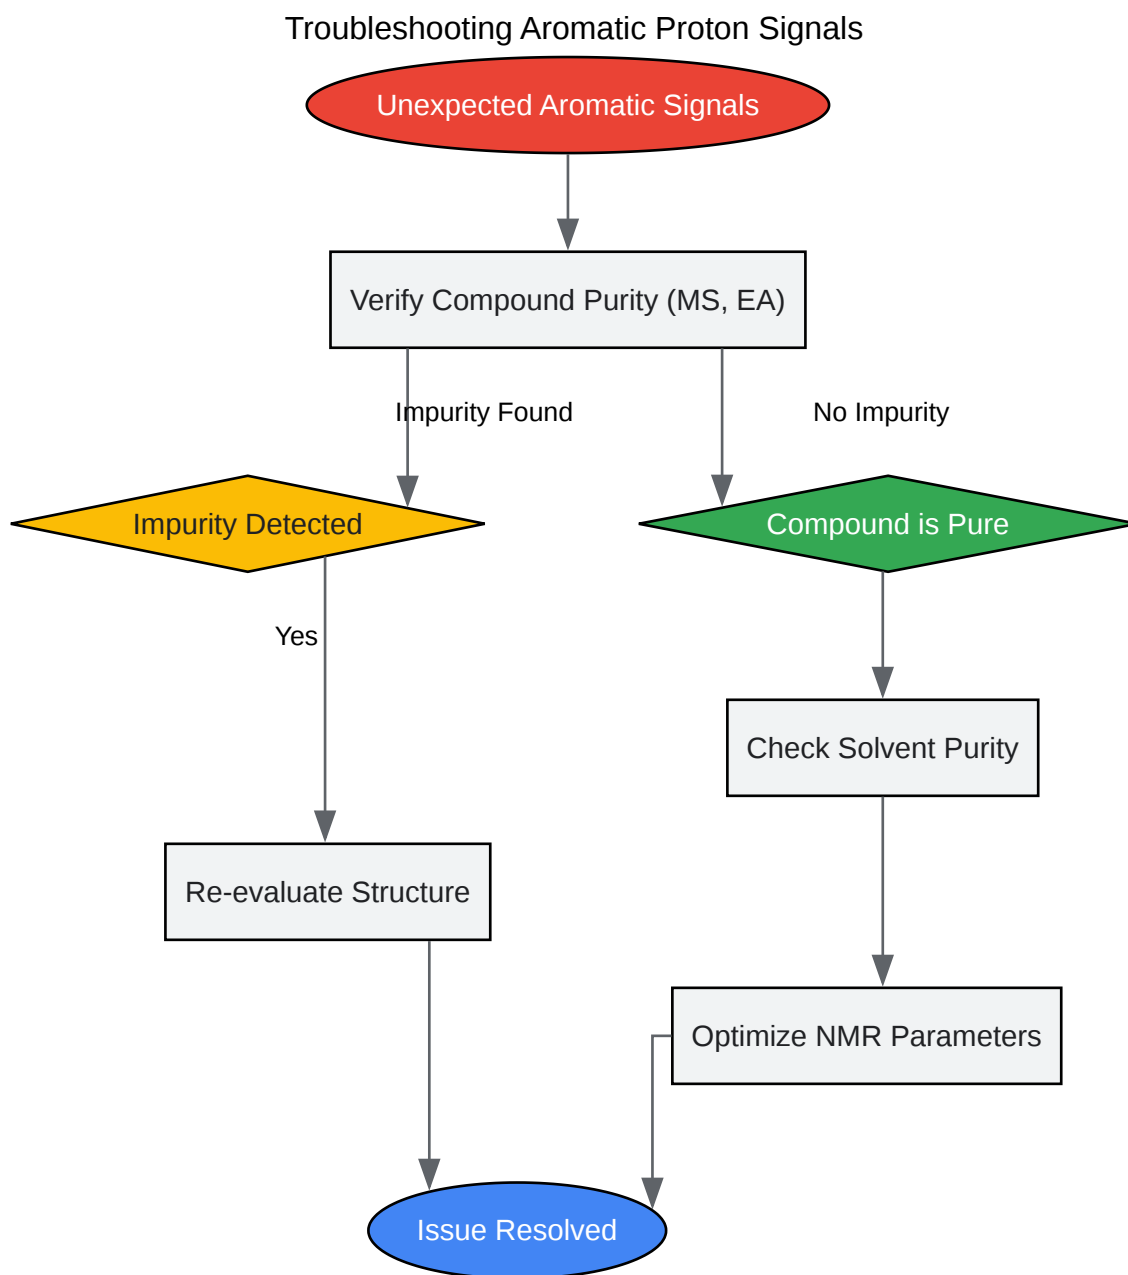 Troubleshooting Aromatic Proton Signals
Unexpected Aromatic Signals
Verify Compound Purity (MS, EA)
Impurity Found
No Impurity
Impurity Detected
Compound is Pure
Yes
Check Solvent Purity
Re-evaluate Structure
Optimize NMR Parameters
Issue Resolved